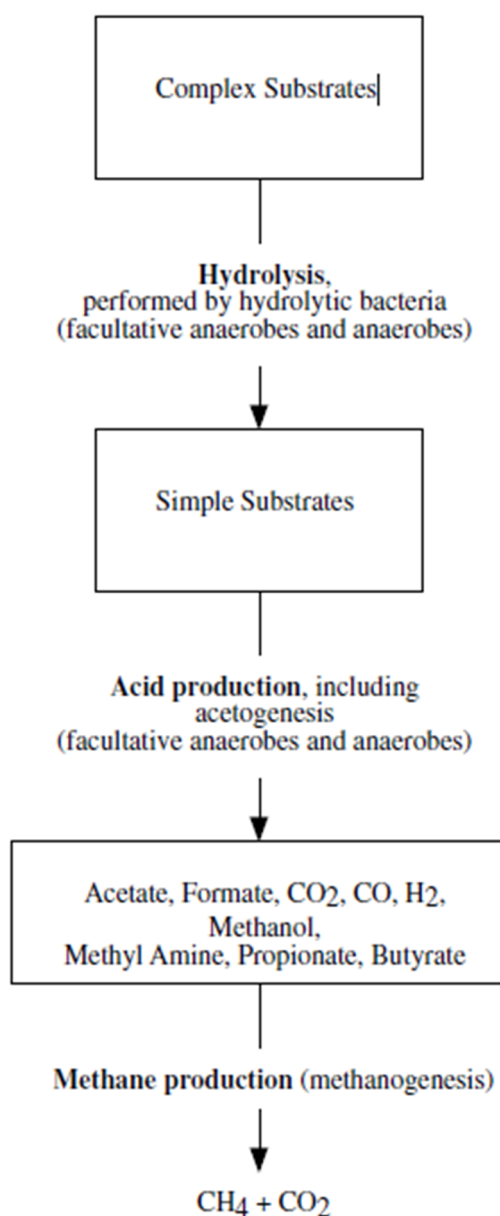 Complex Substrates
Hydrolysis,
performed by hydrolytic bacteria
(facultative anaerobes and anaerobes)
Simple Substrates
Acid production, including
acetogenesis
(facultative anaerobes and anaerobes)
Acetate, Formate, CO2, CO, H2,
Methanol,
Methyl Amine, Propionate, Butyrate
Methane production (methanogenesis)
CH4 + CO2